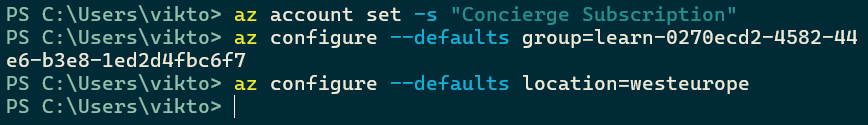 PS C:\Users\vikto> az account set -s "Concierge Subscription"
PS C:\Users\vikto> az configure --defaults group=learn-0270ecd2-4582-44
e6-b3e8-1ed2d4fbc6f7
PS C:\Users\vikto> az configure --defaults location=westeurope
PS C:\Users\vikto>